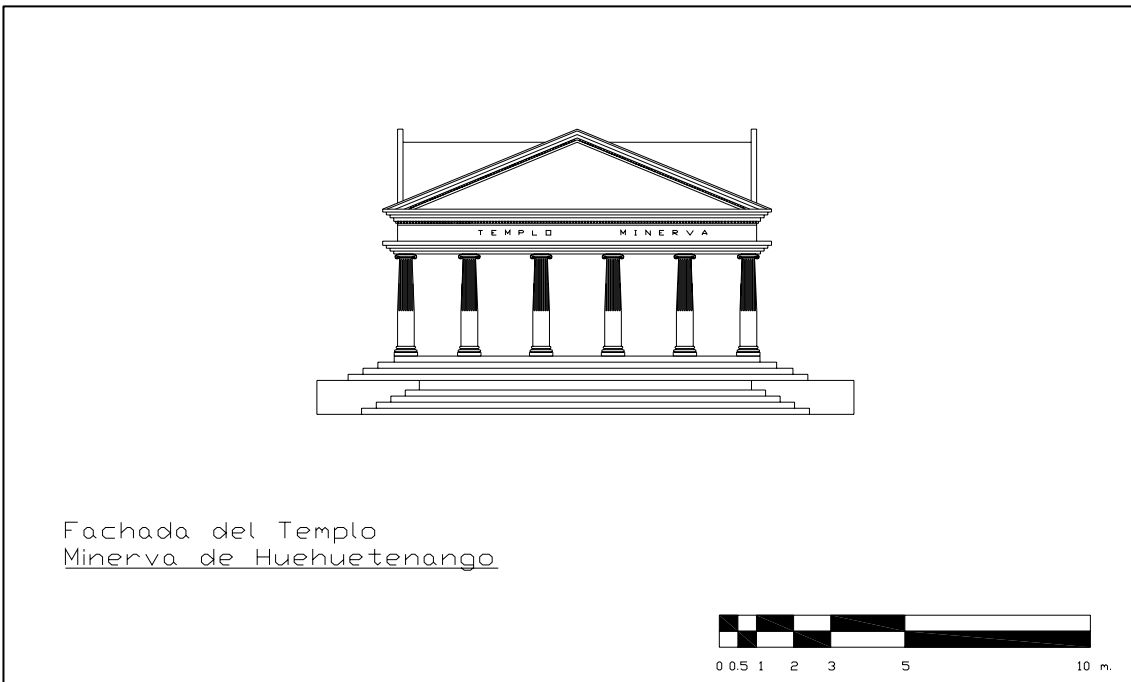 TEMPLO MINERVA
Fachada del Templo
Minerva de Huehuetenango
0 0.5 1 2 3 5 10 m.